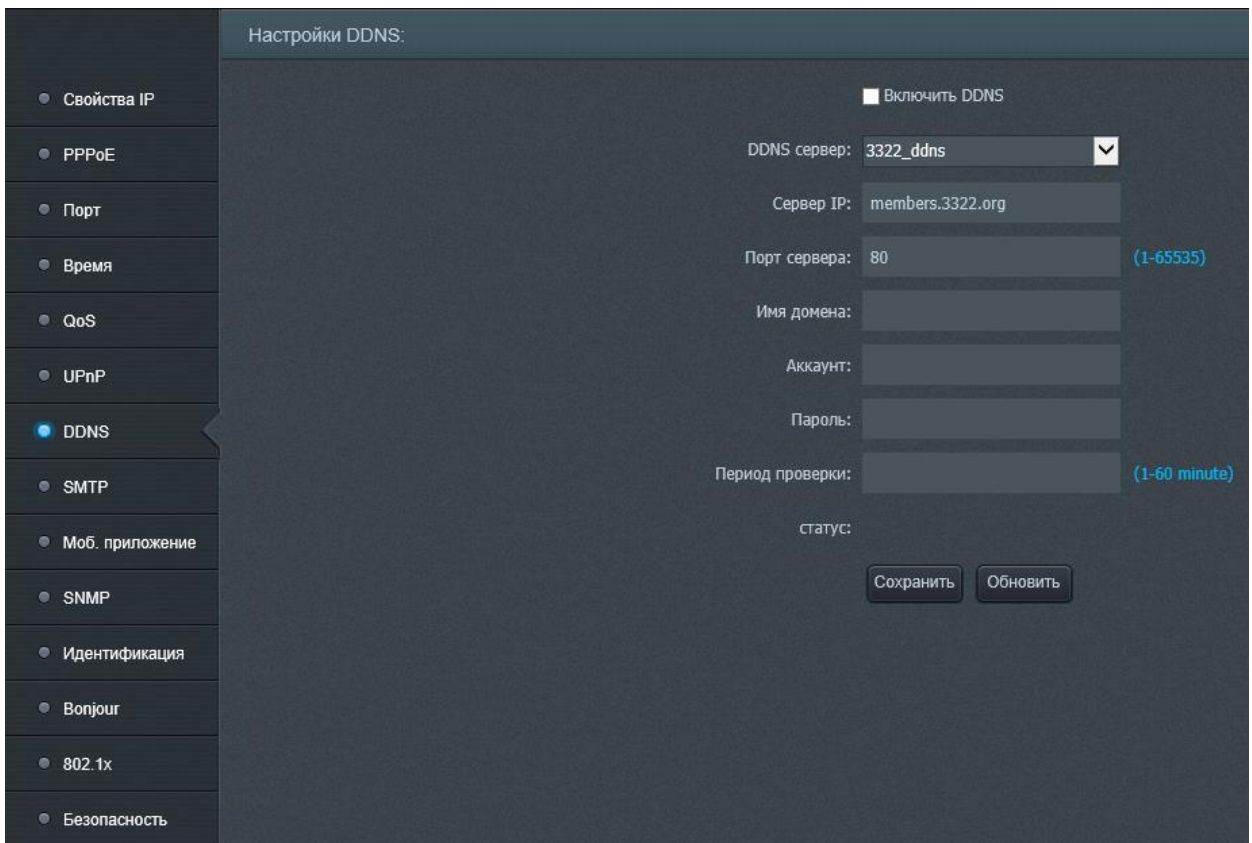 Настройки DDNS:
Свойства IP
PPPoE
Порт
Время
QoS
UPnP
DDNS
SMTP
Моб. приложение
SNMP
Идентификация
Bonjour
802.1x
Безопасность
Включить DDNS
DDNS сервер: 3322_ddns
Сервер IP: members.3322.org
Порт сервера: 80 (1-65535)
Имя домена:
Аккаунт:
Пароль:
Период проверки: (1-60 minute)
статус:
Сохранить Обновить